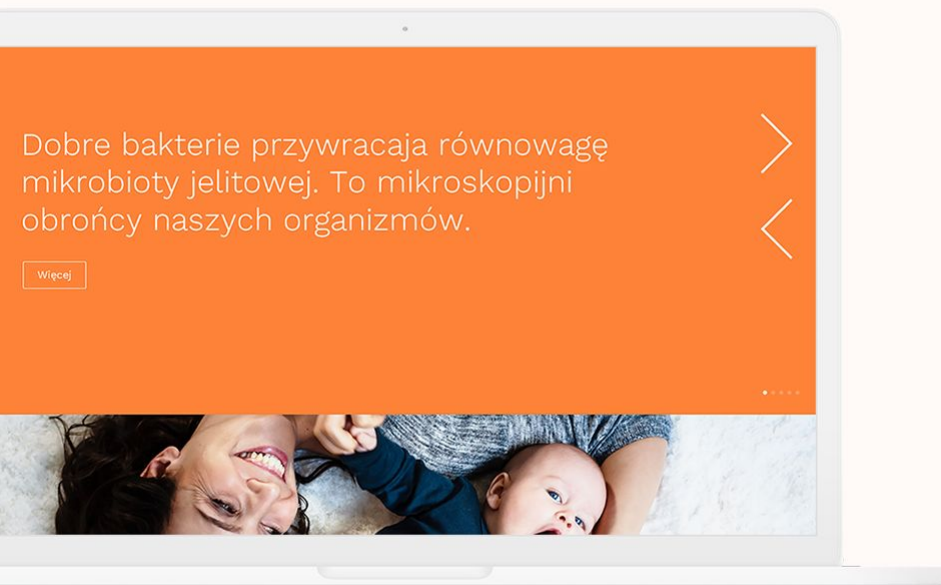 Dobre bakterie przywracaja równowagę
mikrobioty jelitowej. To mikroskopijni
obrońcy naszych organizmów.
Więcej